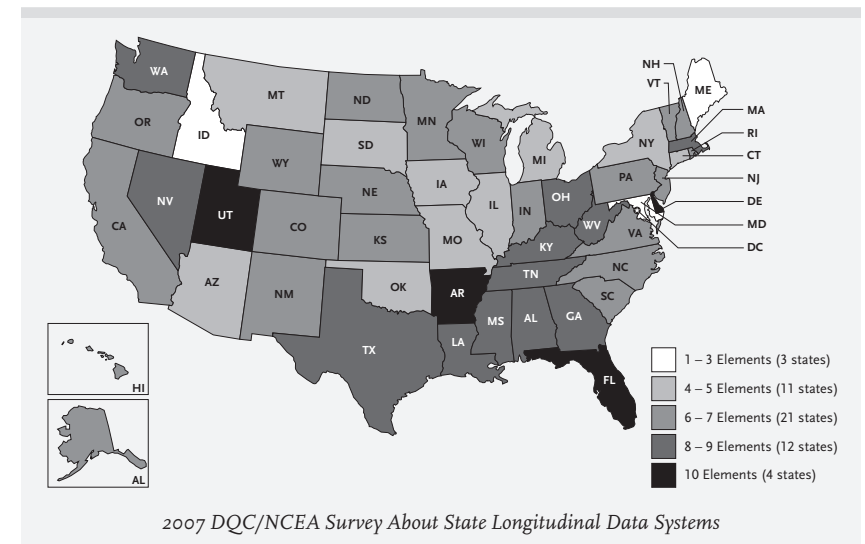 NH
VT
ME
WA
MT
ND
MN
OR
ID
SD
WI
MI
NY
MA
RI
CT
NJ
DE
MD
DC
WY
IA
NE
PA
NV
UT
IL
IN
OH
CA
CO
KS
MO
WV
VA
KY
NC
TN
AZ
NM
OK
AR
SC
MS
AL
GA
TX
LA
FL
HI
AL
1 – 3 Elements (3 states)
4 – 5 Elements (11 states)
6 – 7 Elements (21 states)
8 – 9 Elements (12 states)
10 Elements (4 states)
2007 DQC/NCEA Survey About State Longitudinal Data Systems